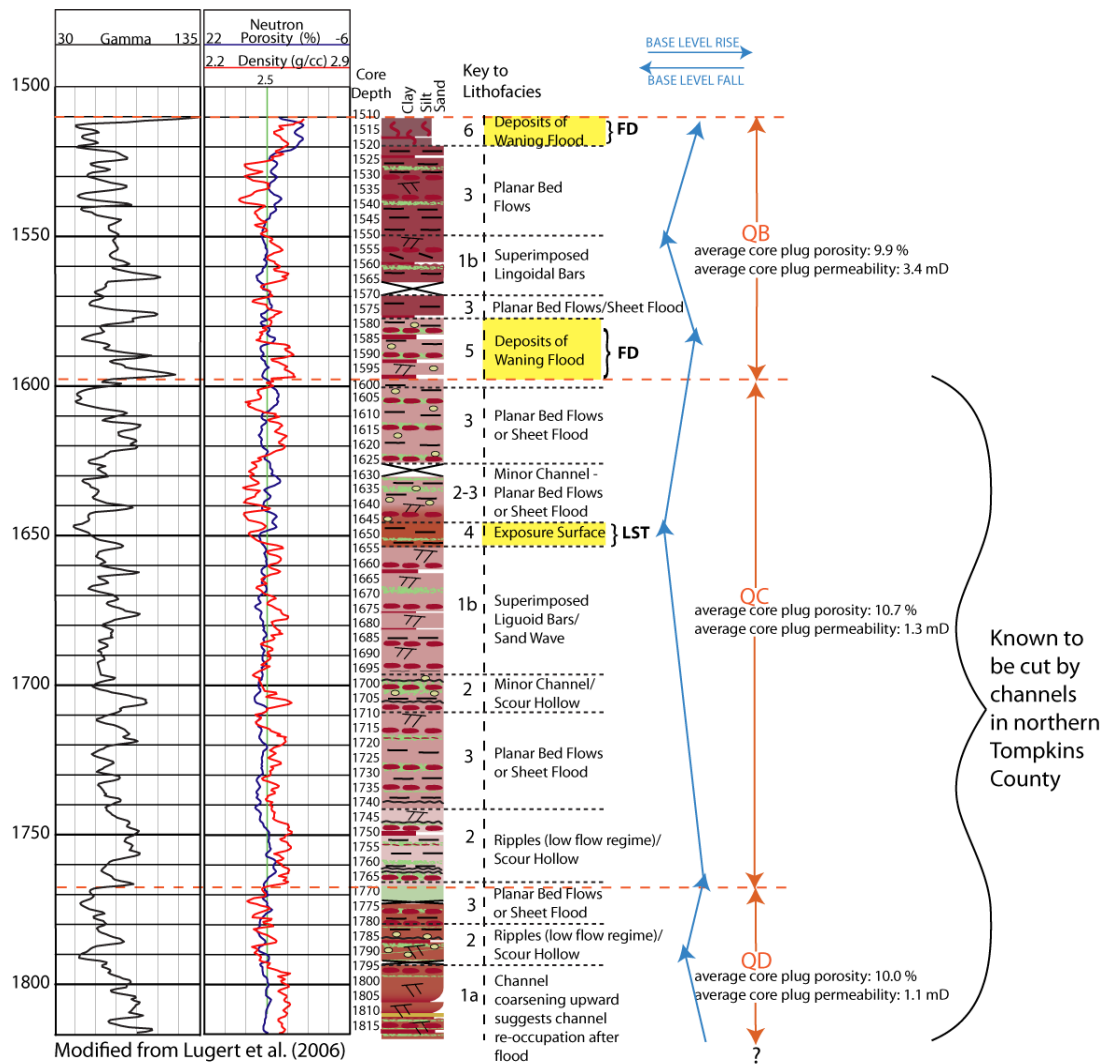 30 Gamma 135
Neutron
22 Porosity (%) -6
Density (g/cc)
2.2 2.9
2.5
Core
Depth
Clay
Silt
Sand
Key to
Lithofacies
BASE LEVEL RISE
BASE LEVEL FALL
1500
1550
1600
1650
1700
1750
1800
1510
1515
1520
1525
1530
1535
1540
1545
1550
1555
1560
1565
1570
1575
1580
1585
1590
1595
1600
1605
1610
1615
1620
1625
1630
1635
1640
1645
1650
1655
1660
1665
1670
1675
1680
1685
1690
1695
1700
1705
1710
1715
1720
1725
1730
1735
1740
1745
1750
1755
1760
1765
1770
1775
1780
1785
1790
1795
1800
1805
1810
1815
6 Deposits of
Waning Flood
FD
3 Planar Bed
Flows
1b Superimposed
Lingoidal Bars
3 Planar Bed Flows/Sheet Flood
5 Deposits of
Waning Flood
FD
3 Planar Bed Flows
or Sheet Flood
2-3 Minor Channel -
Planar Bed Flows
or Sheet Flood
4 Exposure Surface
LST
1b Superimposed
Liguoid Bars/
Sand Wave
2 Minor Channel/
Scour Hollow
3 Planar Bed Flows
or Sheet Flood
2 Ripples (low flow regime)/
Scour Hollow
3 Planar Bed Flows
or Sheet Flood
2 Ripples (low flow regime)/
Scour Hollow
1a Channel
coarsening upward
suggests channel
re-occupation after
flood
QB
average core plug porosity: 9.9 %
average core plug permeability: 3.4 mD
QC
average core plug porosity: 10.7 %
average core plug permeability: 1.3 mD
QD
average core plug porosity: 10.0 %
average core plug permeability: 1.1 mD
?
Known to
be cut by
channels
in northern
Tompkins
County
Modified from Lugert et al. (2006)